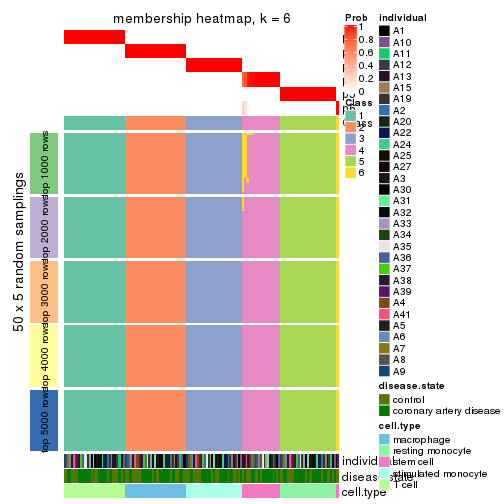 membership heatmap, k = 6
50 x 5 random samplings
top 1000 rows
top 2000 rows
top 3000 rows
top 4000 rows
top 5000 rows
individual
disease.state
cell.type
Prob
1
0.8
0.6
0.4
0.2
0
Class
1
2
3
4
5
6
individual
A1
A10
A11
A12
A13
A15
A19
A2
A20
A22
A24
A25
A27
A3
A30
A31
A32
A33
A34
A35
A36
A37
A38
A39
A4
A41
A5
A6
A7
A8
A9
disease.state
control
coronary artery disease
cell.type
macrophage
resting monocyte
stem cell
stimulated monocyte
T cell